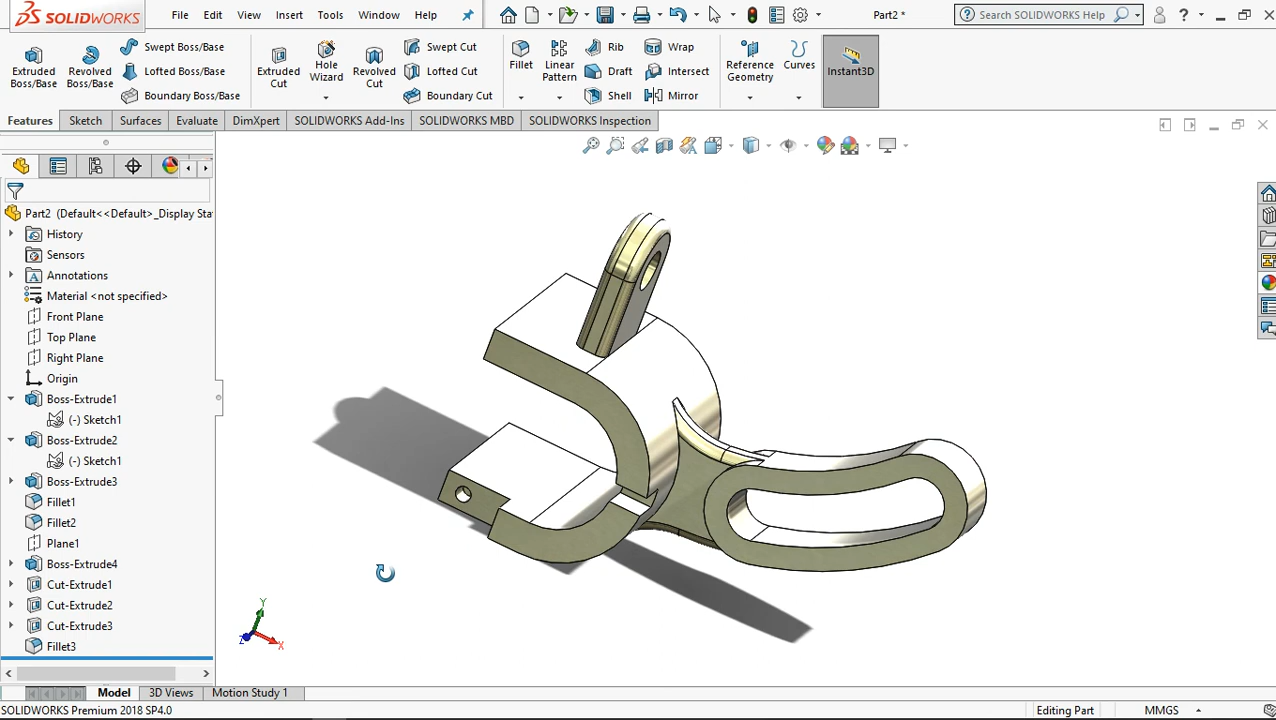 SOLIDWORKS File Edit View Insert Tools Window Help Part2 * Search SOLIDWORKS Help ?
Extruded Boss/Base Revolved Boss/Base Swept Boss/Base Lofted Boss/Base Boundary Boss/Base Extruded Cut Hole Wizard Revolved Cut Swept Cut Lofted Cut Boundary Cut Fillet Linear Pattern Rib Draft Shell Wrap Intersect Mirror Reference Geometry Curves Instant3D
Features Sketch Surfaces Evaluate DimXpert SOLIDWORKS Add-Ins SOLIDWORKS MBD SOLIDWORKS Inspection
Part2 (Default<<Default>_Display Sta
History
Sensors
Annotations
Material <not specified>
Front Plane
Top Plane
Right Plane
Origin
Boss-Extrude1
(-) Sketch1
Boss-Extrude2
(-) Sketch1
Boss-Extrude3
Fillet1
Fillet2
Plane1
Boss-Extrude4
Cut-Extrude1
Cut-Extrude2
Cut-Extrude3
Fillet3
Y
Z X
Model 3D Views Motion Study 1
SOLIDWORKS Premium 2018 SP4.0 Editing Part MMGS